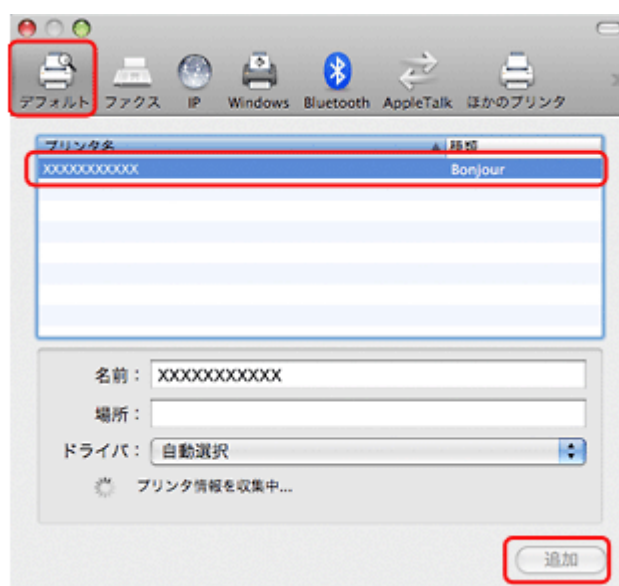 デフォルト ファクス IP Windows Bluetooth AppleTalk ほかのプリンタ
プリンタ名 種類
XXXXXXXXXXX Bonjour
名前： XXXXXXXXXXX
場所：
ドライバ： 自動選択
プリンタ情報を収集中...
追加